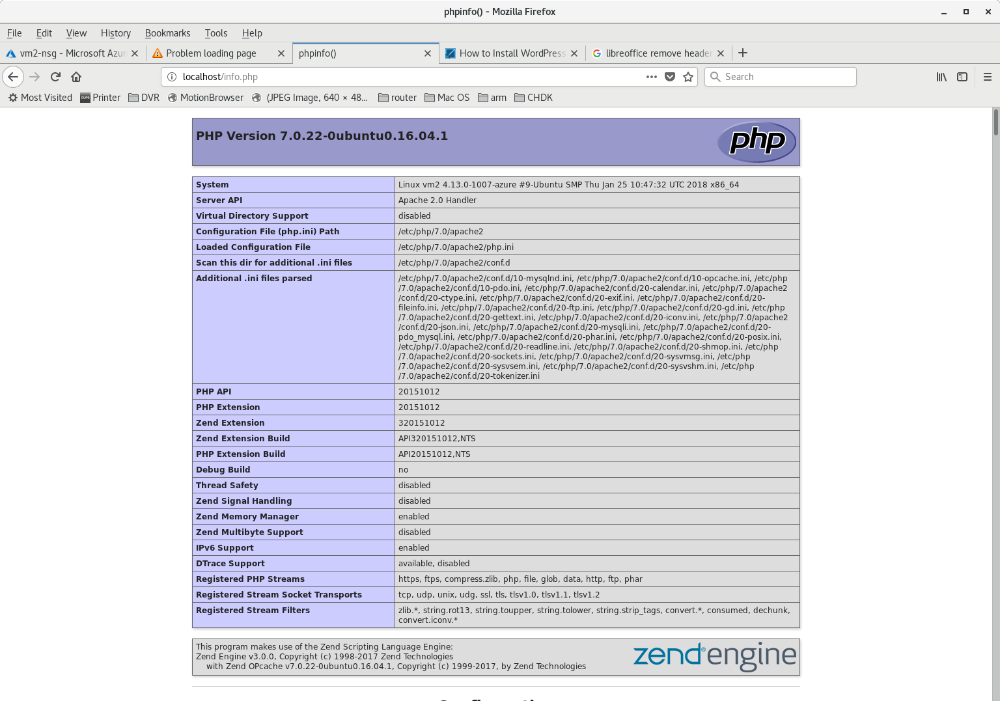 phpinfo() - Mozilla Firefox
File Edit View History Bookmarks Tools Help
vm2-nsg - Microsoft Azur Problem loading page phpinfo() How to Install WordPress libreoffice remove header
localhost/info.php Search
Most Visited CUPS Printer DVR MotionBrowser (JPEG Image, 640 × 48... router Mac OS arm CHDK
PHP Version 7.0.22-0ubuntu0.16.04.1 php
System Linux vm2 4.13.0-1007-azure #9-Ubuntu SMP Thu Jan 25 10:47:32 UTC 2018 x86_64
Server API Apache 2.0 Handler
Virtual Directory Support disabled
Configuration File (php.ini) Path /etc/php/7.0/apache2
Loaded Configuration File /etc/php/7.0/apache2/php.ini
Scan this dir for additional .ini files /etc/php/7.0/apache2/conf.d
Additional .ini files parsed /etc/php/7.0/apache2/conf.d/10-mysqlnd.ini, /etc/php/7.0/apache2/conf.d/10-opcache.ini, /etc/php
/7.0/apache2/conf.d/10-pdo.ini, /etc/php/7.0/apache2/conf.d/20-calendar.ini, /etc/php/7.0/apache2
/conf.d/20-ctype.ini, /etc/php/7.0/apache2/conf.d/20-exif.ini, /etc/php/7.0/apache2/conf.d/20-
fileinfo.ini, /etc/php/7.0/apache2/conf.d/20-ftp.ini, /etc/php/7.0/apache2/conf.d/20-gd.ini, /etc/php
/7.0/apache2/conf.d/20-gettext.ini, /etc/php/7.0/apache2/conf.d/20-iconv.ini, /etc/php/7.0/apache2
/conf.d/20-json.ini, /etc/php/7.0/apache2/conf.d/20-mysqli.ini, /etc/php/7.0/apache2/conf.d/20-
pdo_mysql.ini, /etc/php/7.0/apache2/conf.d/20-phar.ini, /etc/php/7.0/apache2/conf.d/20-posix.ini,
/etc/php/7.0/apache2/conf.d/20-readline.ini, /etc/php/7.0/apache2/conf.d/20-shmop.ini, /etc/php
/7.0/apache2/conf.d/20-sockets.ini, /etc/php/7.0/apache2/conf.d/20-sysvmsg.ini, /etc/php
/7.0/apache2/conf.d/20-sysvsem.ini, /etc/php/7.0/apache2/conf.d/20-sysvshm.ini, /etc/php
/7.0/apache2/conf.d/20-tokenizer.ini
PHP API 20151012
PHP Extension 20151012
Zend Extension 320151012
Zend Extension Build API320151012,NTS
PHP Extension Build API20151012,NTS
Debug Build no
Thread Safety disabled
Zend Signal Handling disabled
Zend Memory Manager enabled
Zend Multibyte Support disabled
IPv6 Support enabled
DTrace Support available, disabled
Registered PHP Streams https, ftps, compress.zlib, php, file, glob, data, http, ftp, phar
Registered Stream Socket Transports tcp, udp, unix, udg, ssl, tls, tlsv1.0, tlsv1.1, tlsv1.2
Registered Stream Filters zlib.*, string.rot13, string.toupper, string.tolower, string.strip_tags, convert.*, consumed, dechunk,
convert.iconv.*
This program makes use of the Zend Scripting Language Engine:
Zend Engine v3.0.0, Copyright (c) 1998-2017 Zend Technologies
with Zend OPcache v7.0.22-0ubuntu0.16.04.1, Copyright (c) 1999-2017, by Zend Technologies
zend® engine